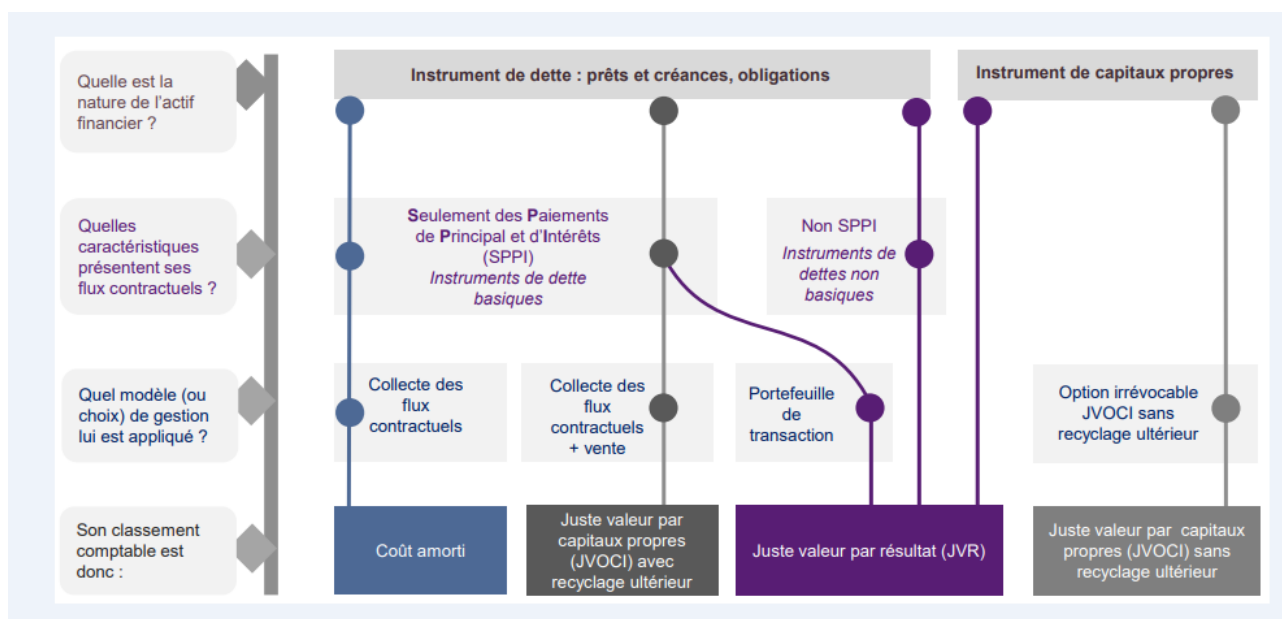 Quelle est la
nature de l'actif
financier ?
Instrument de dette : prêts et créances, obligations
Instrument de capitaux propres
Quelles
caractéristiques
présentent ses
flux contractuels ?
Seulement des Paiements
de Principal et d'Intérêts
(SPPI)
Instruments de dette
basiques
Non SPPI
Instruments de
dettes non
basiques
Quel modèle (ou
choix) de gestion
lui est appliqué ?
Collecte des
flux
contractuels
Collecte des
flux
contractuels
+ vente
Portefeuille
de
transaction
Option irrévocable
JVOCI sans
recyclage ultérieur
Son classement
comptable est
donc :
Coût amorti
Juste valeur par
capitaux propres
(JVOCI) avec
recyclage ultérieur
Juste valeur par résultat (JVR)
Juste valeur par capitaux
propres (JVOCI) sans
recyclage ultérieur